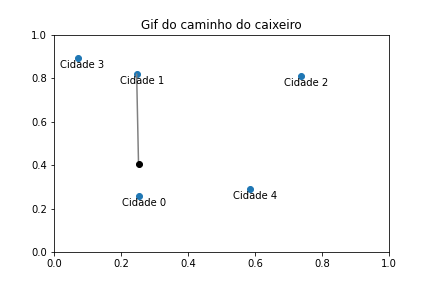 Gif do caminho do caixeiro
1.0
Cidade 3
Cidade 1
Cidade 2
0.8
0.6
0.4
Cidade 4
Cidade 0
0.2
0.0
0.0 0.2 0.4 0.6 0.8 1.0